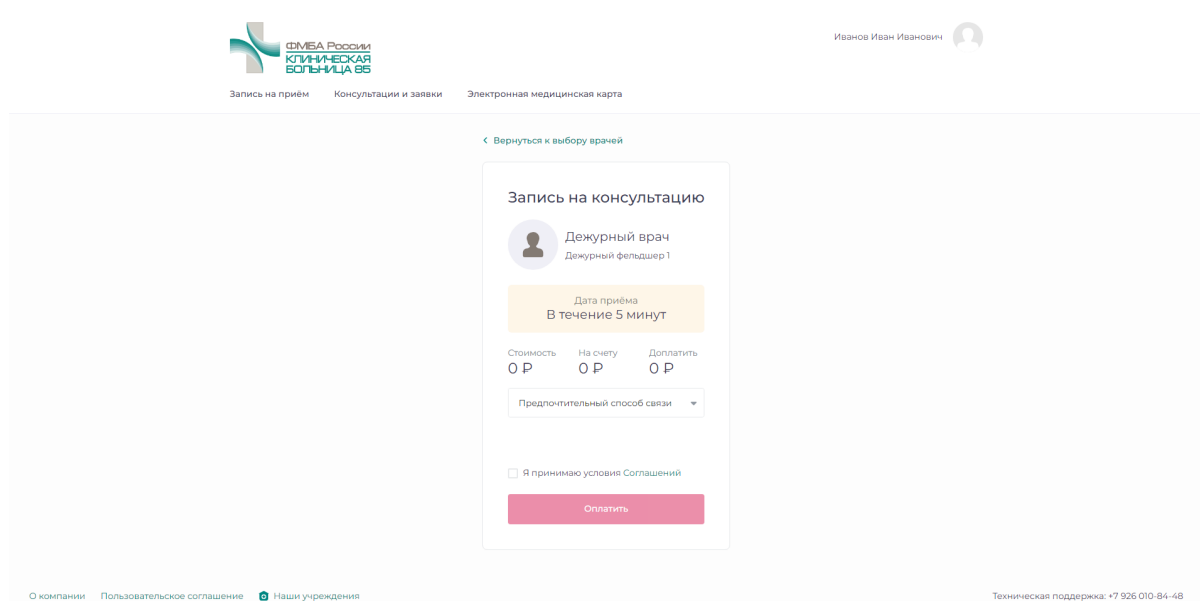 ФМБА России
КЛИНИЧЕСКАЯ
БОЛЬНИЦА 85
Иванов Иван Иванович
Запись на приём
Консультации и заявки
Электронная медицинская карта
Вернуться к выбору врачей
Запись на консультацию
Дежурный врач
Дежурный фельдшер 1
Дата приёма
В течение 5 минут
Стоимость На счету Доплатить
0 ₽ 0 ₽ 0 ₽
Предпочтительный способ связи
Я принимаю условия Соглашений
Оплатить
О компании Пользовательское соглашение Наши учреждения Техническая поддержка: +7 926 010-84-48